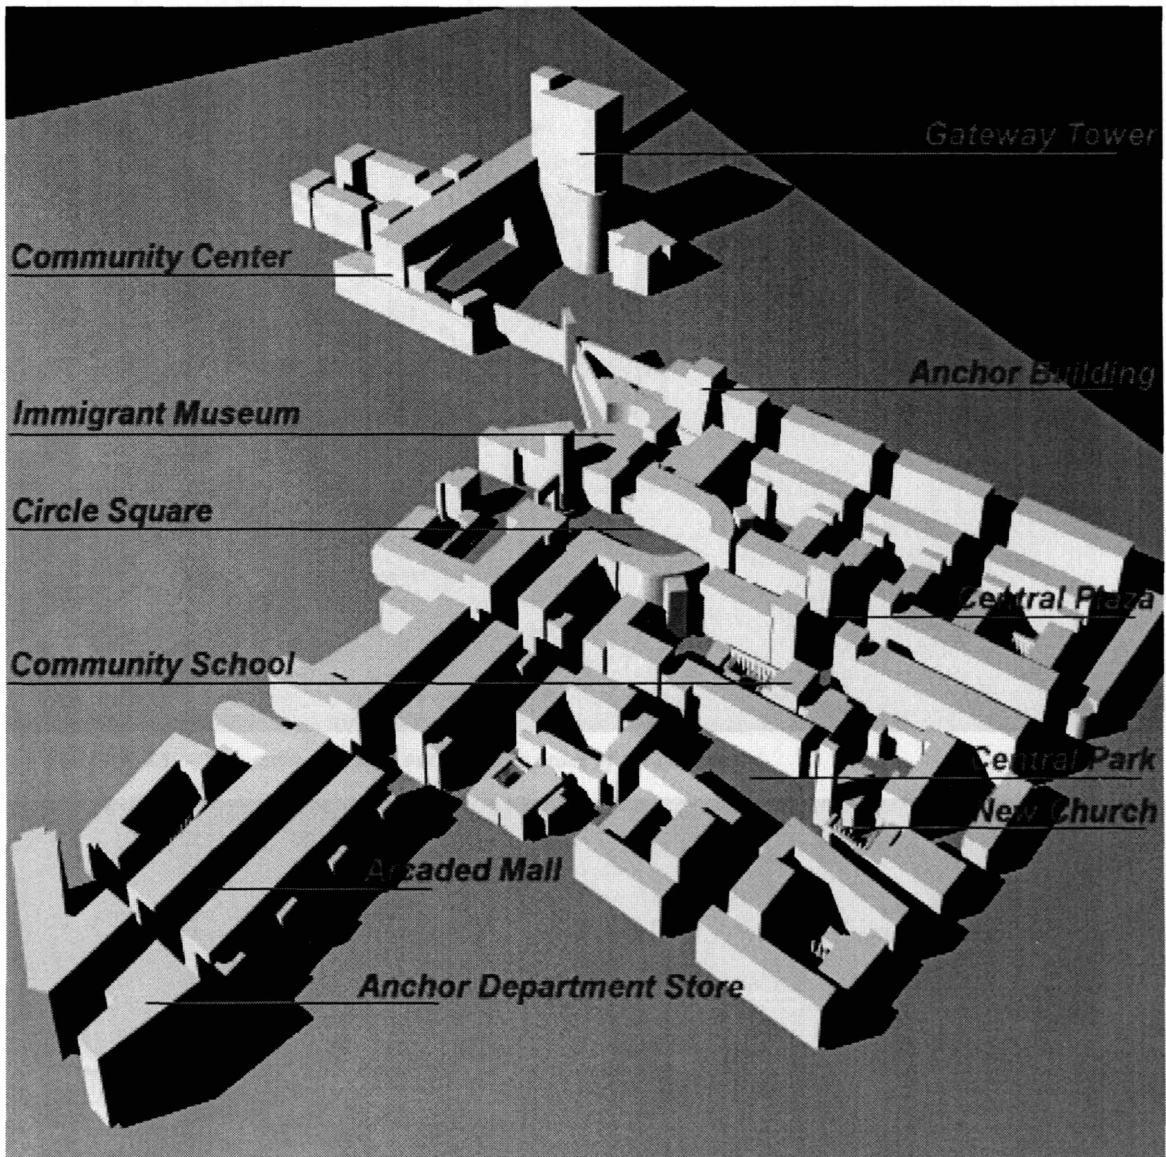 Gateway Tower
Community Center
Anchor Building
Immigrant Museum
Circle Square
Central Plaza
Community School
Central Park
New Church
Arcaded Mall
Anchor Department Store